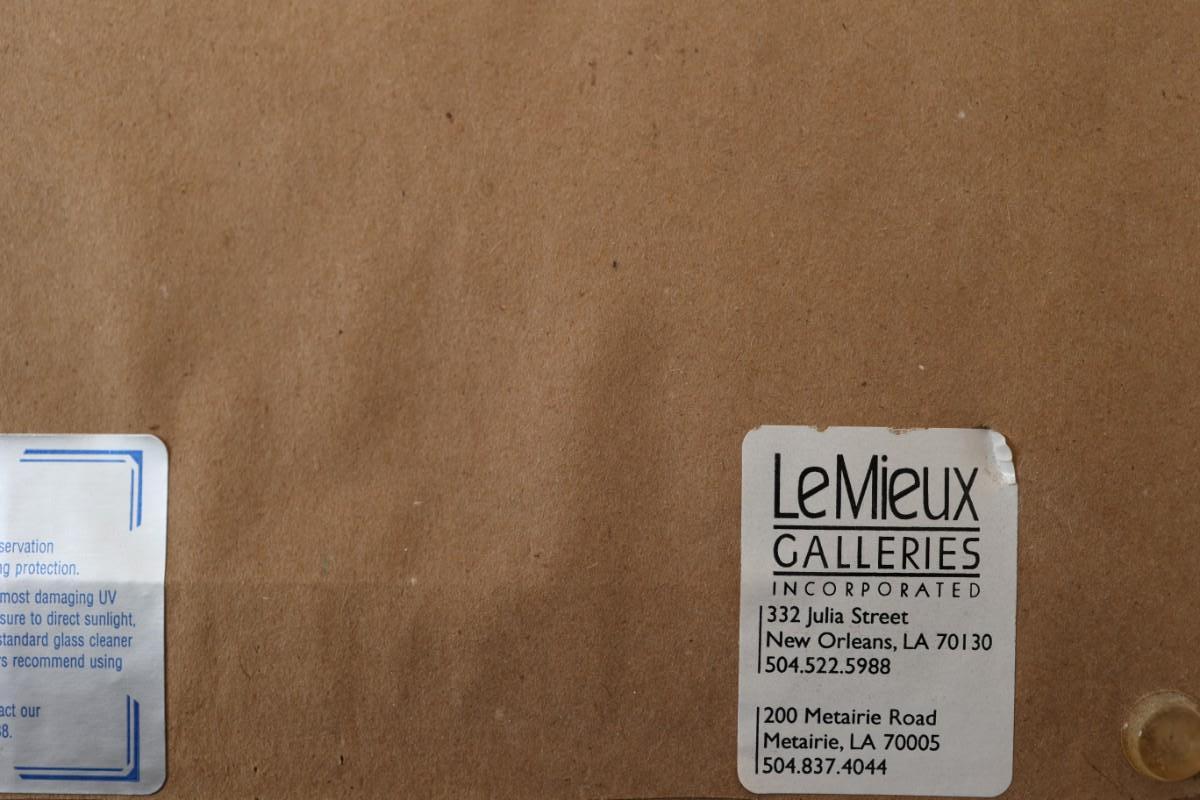 servation
ng protection.
most damaging UV
sure to direct sunlight,
standard glass cleaner
rs recommend using
act our
38.
LeMieux
GALLERIES
INCORPORATED
332 Julia Street
New Orleans, LA 70130
504.522.5988
200 Metairie Road
Metairie, LA 70005
504.837.4044